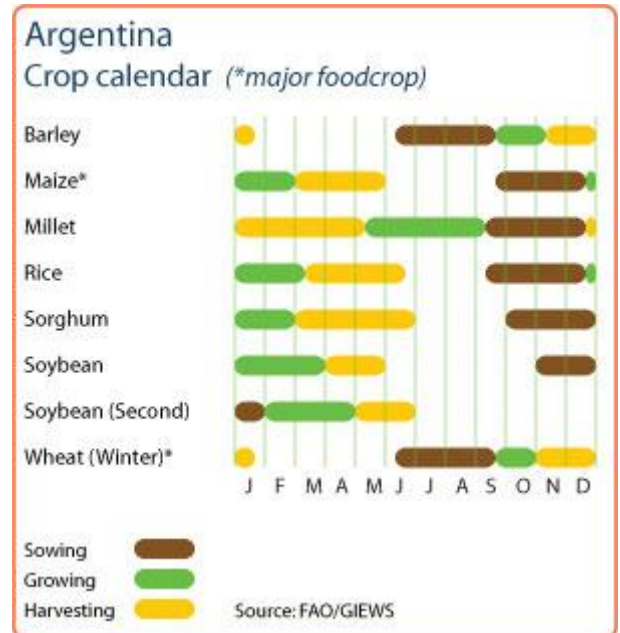 Argentina
Crop calendar (*major foodcrop)
Barley
Maize*
Millet
Rice
Sorghum
Soybean
Soybean (Second)
Wheat (Winter)*
J F M A M J J A S O N D
Sowing
Growing
Harvesting Source: FAO/GIEWS